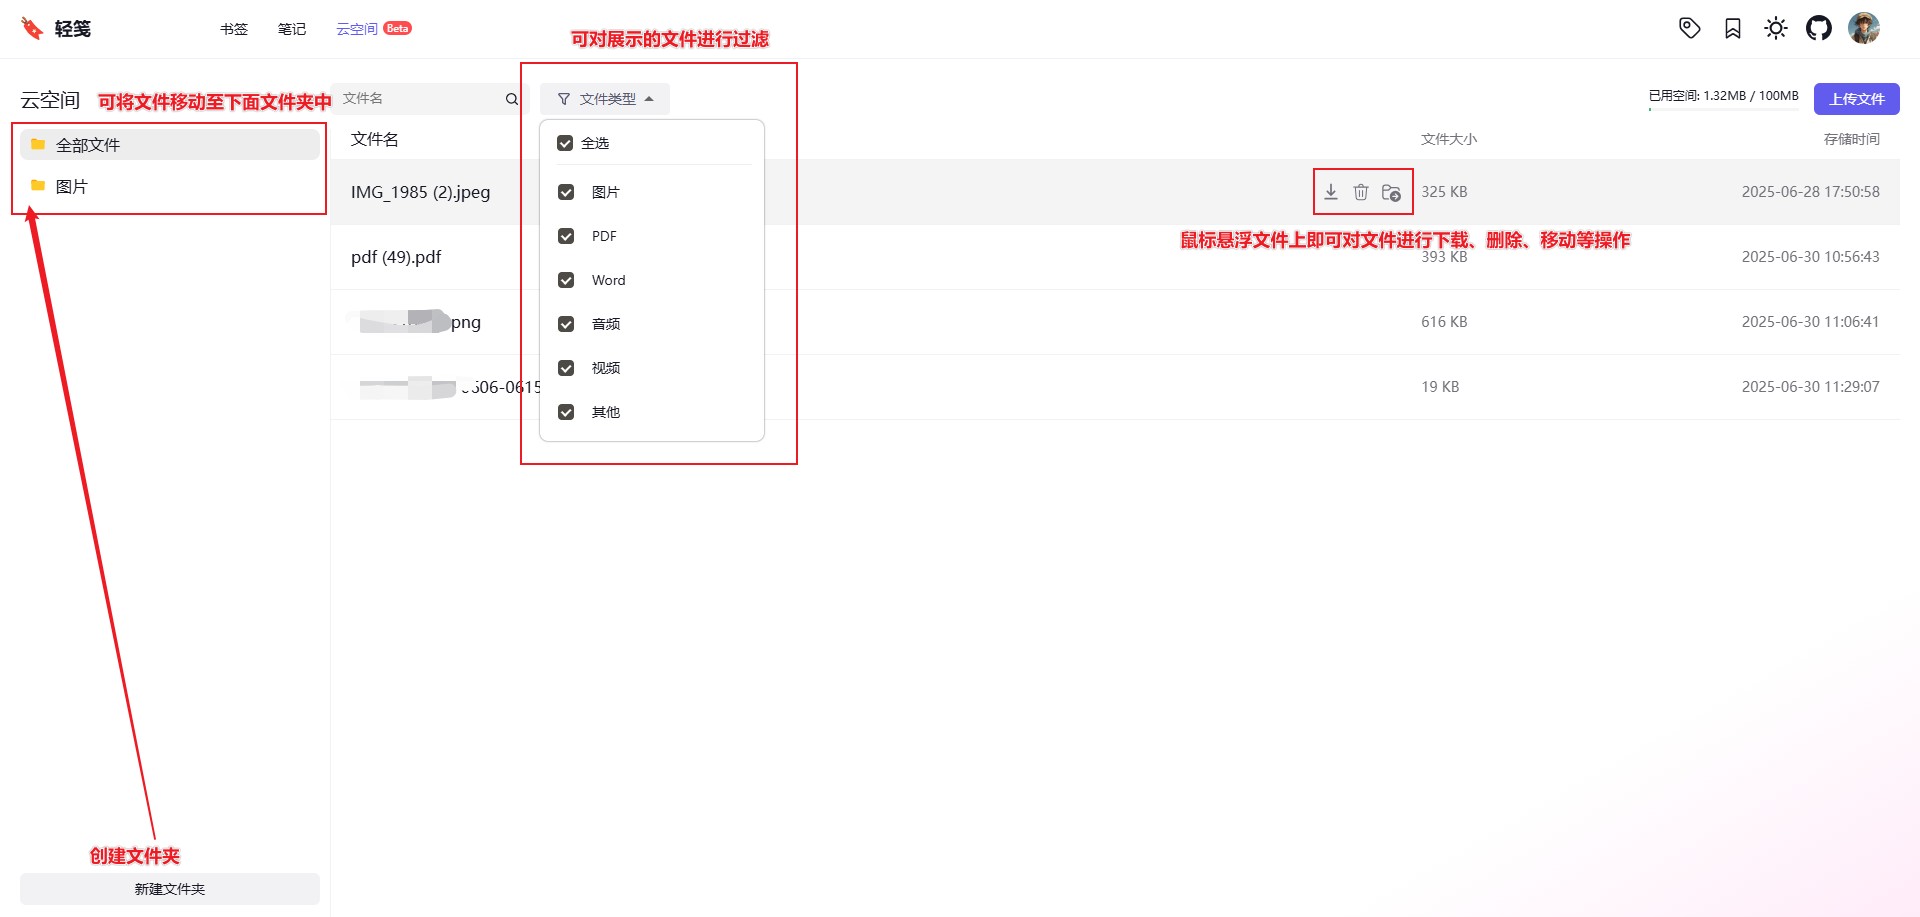 轻笺
书签
笔记
云空间 Beta
可对展示的文件进行过滤
云空间
可将文件移动至下面文件夹中
文件名
文件类型
已用空间: 1.32MB / 100MB
上传文件
全部文件
图片
文件名
文件大小
存储时间
全选
图片
PDF
Word
音频
视频
其他
IMG_1985 (2).jpeg
325 KB
2025-06-28 17:50:58
鼠标悬浮文件上即可对文件进行下载、删除、移动等操作
pdf (49).pdf
393 KB
2025-06-30 10:56:43
png
616 KB
2025-06-30 11:06:41
606-0615
19 KB
2025-06-30 11:29:07
创建文件夹
新建文件夹